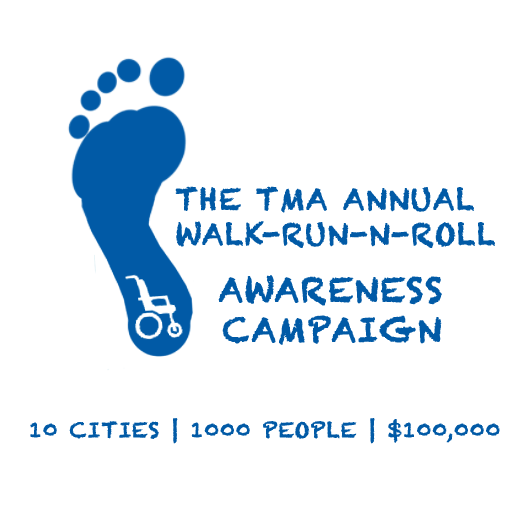 THE TMA ANNUAL
WALK-RUN-N-ROLL
AWARENESS
CAMPAIGN
10 CITIES | 1000 PEOPLE | $100,000